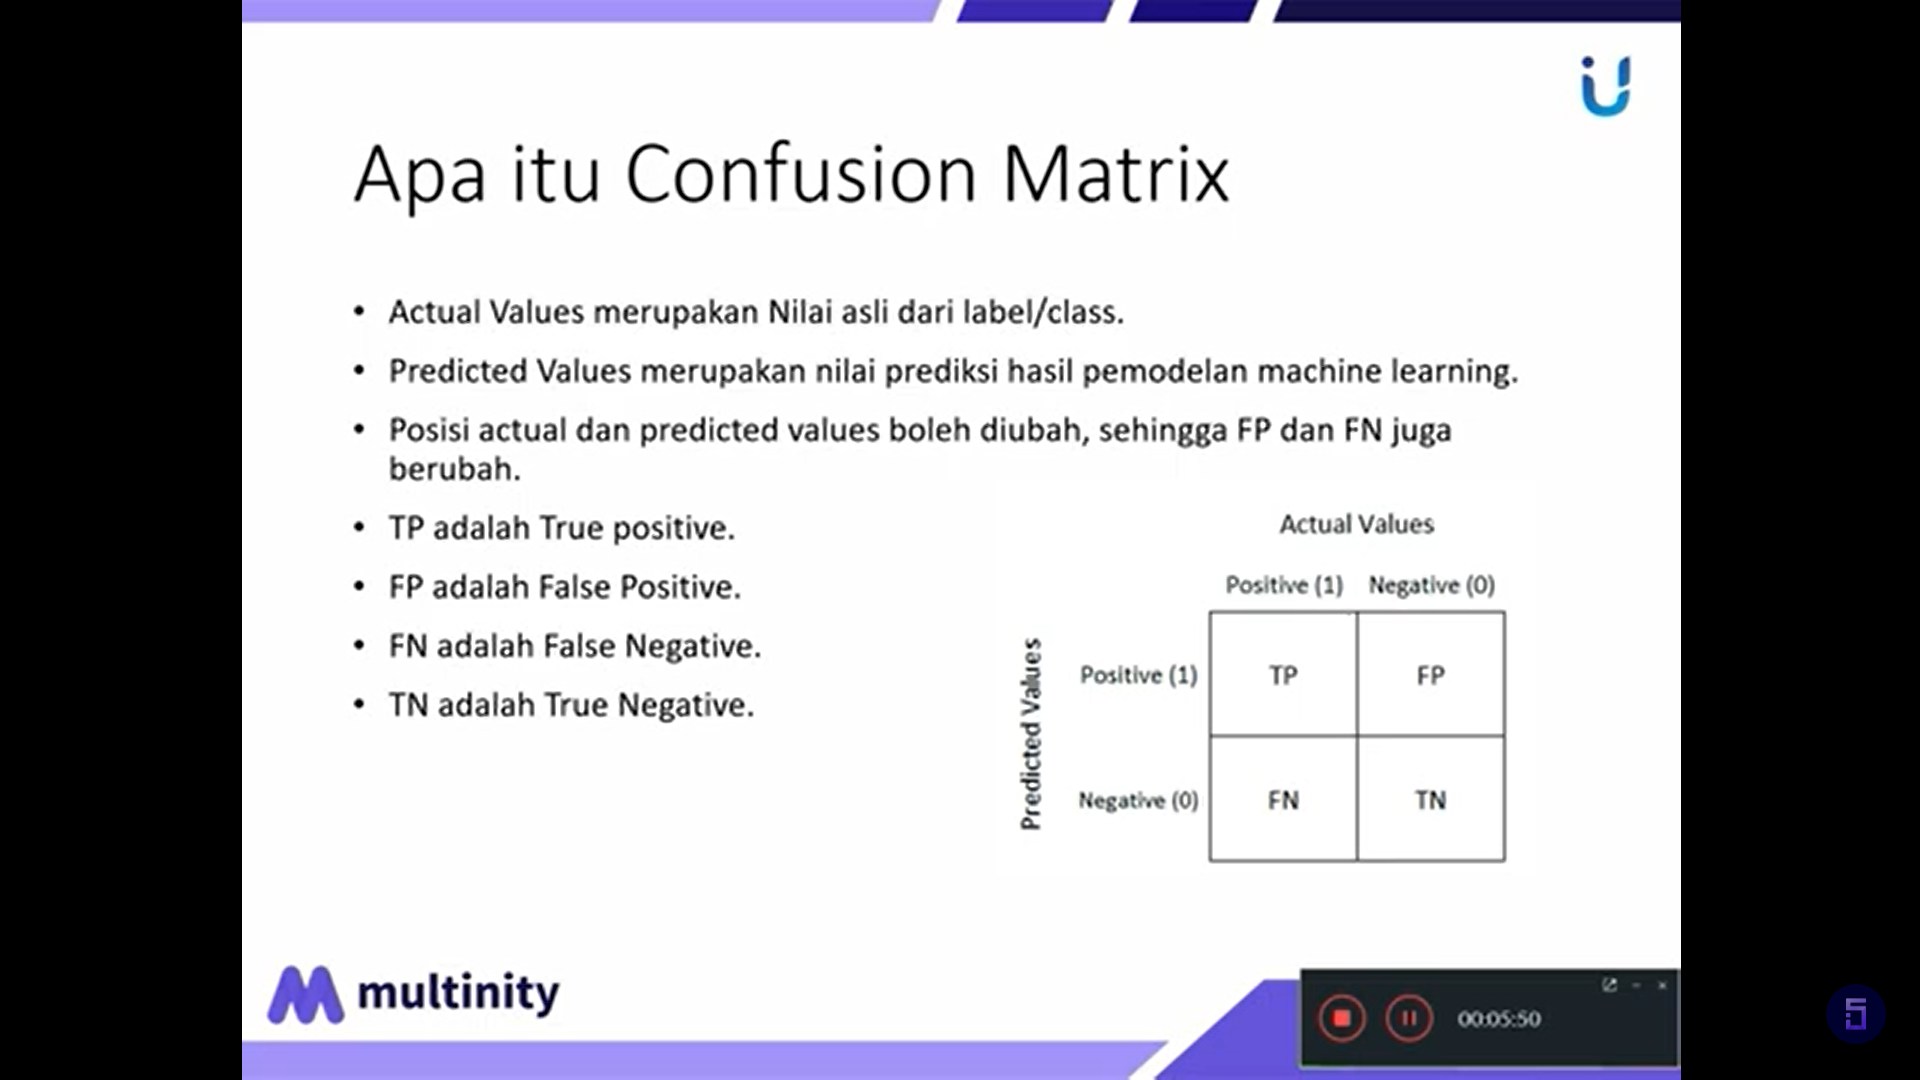 Apa itu Confusion Matrix
• Actual Values merupakan Nilai asli dari label/class.
• Predicted Values merupakan nilai prediksi hasil pemodelan machine learning.
• Posisi actual dan predicted values boleh diubah, sehingga FP dan FN juga
berubah.
• TP adalah True positive.
• FP adalah False Positive.
• FN adalah False Negative.
• TN adalah True Negative.
Actual Values
Positive (1) Negative (0)
Predicted Values
Positive (1) TP FP
Negative (0) FN TN
multinity
00:05:50